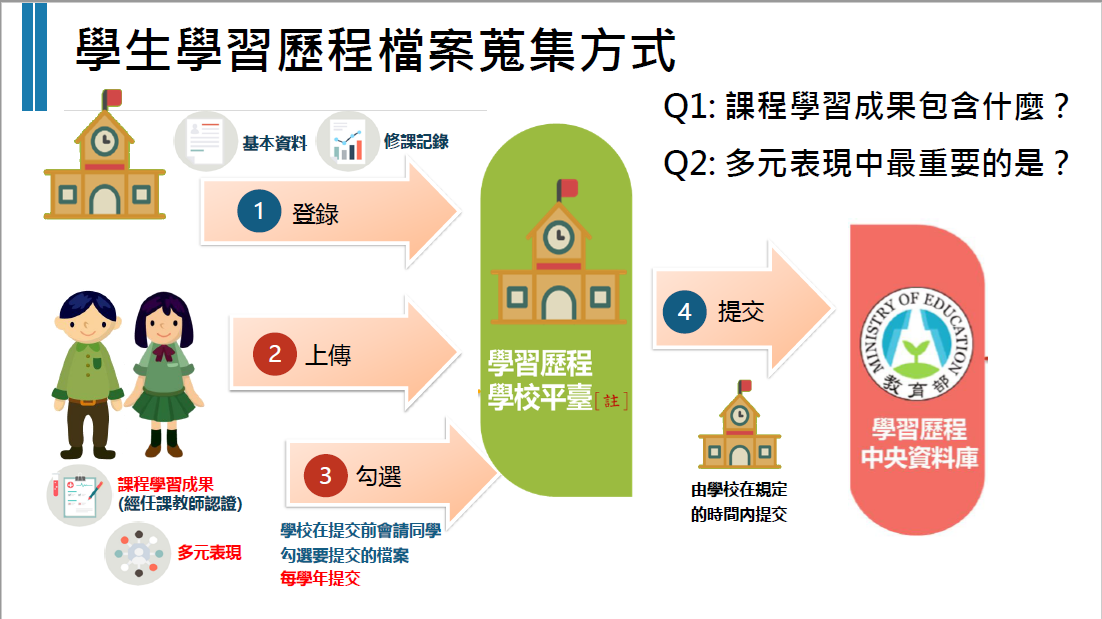 學生學習歷程檔案蒐集方式
Q1: 課程學習成果包含什麼？
Q2: 多元表現中最重要的是？
基本資料
修課記錄
1 登錄
2 上傳
3 勾選
4 提交
學習歷程
學校平臺[註]
MINISTRY OF EDUCATION
教育部
學習歷程
中央資料庫
由學校在規定
的時間內提交
課程學習成果
(經任課教師認證)
多元表現
學校在提交前會請同學
勾選要提交的檔案
每學年提交